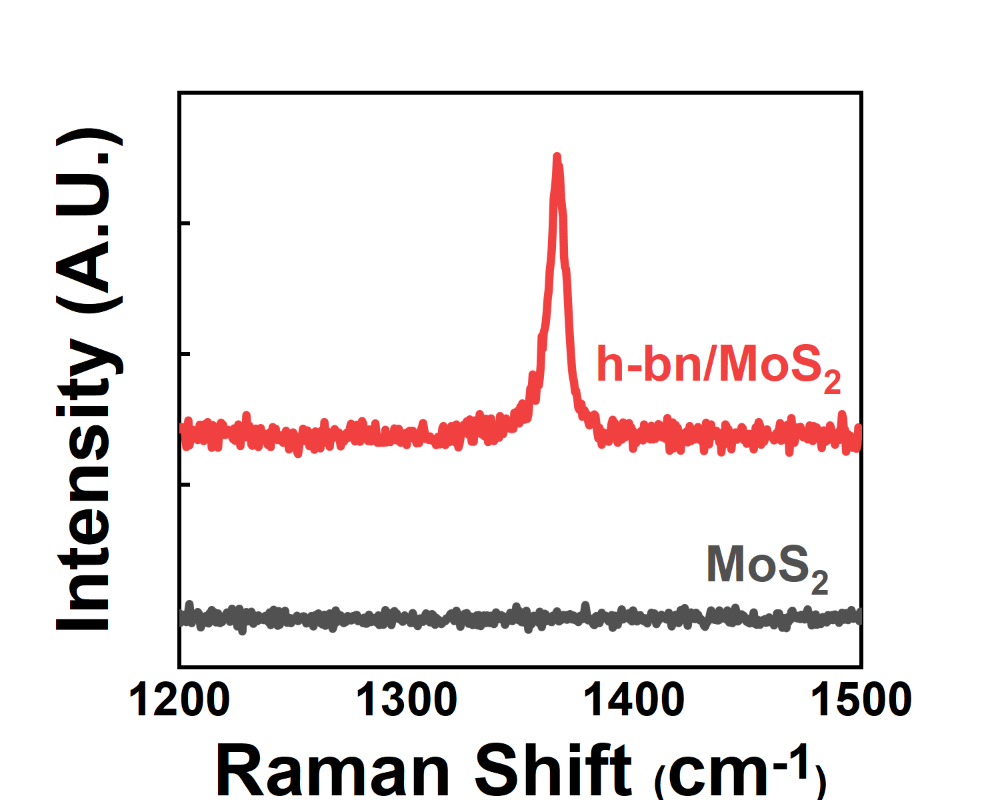 Intensity (A.U.)
h-bn/MoS₂
MoS₂
1200 1300 1400 1500
Raman Shift (cm⁻¹)